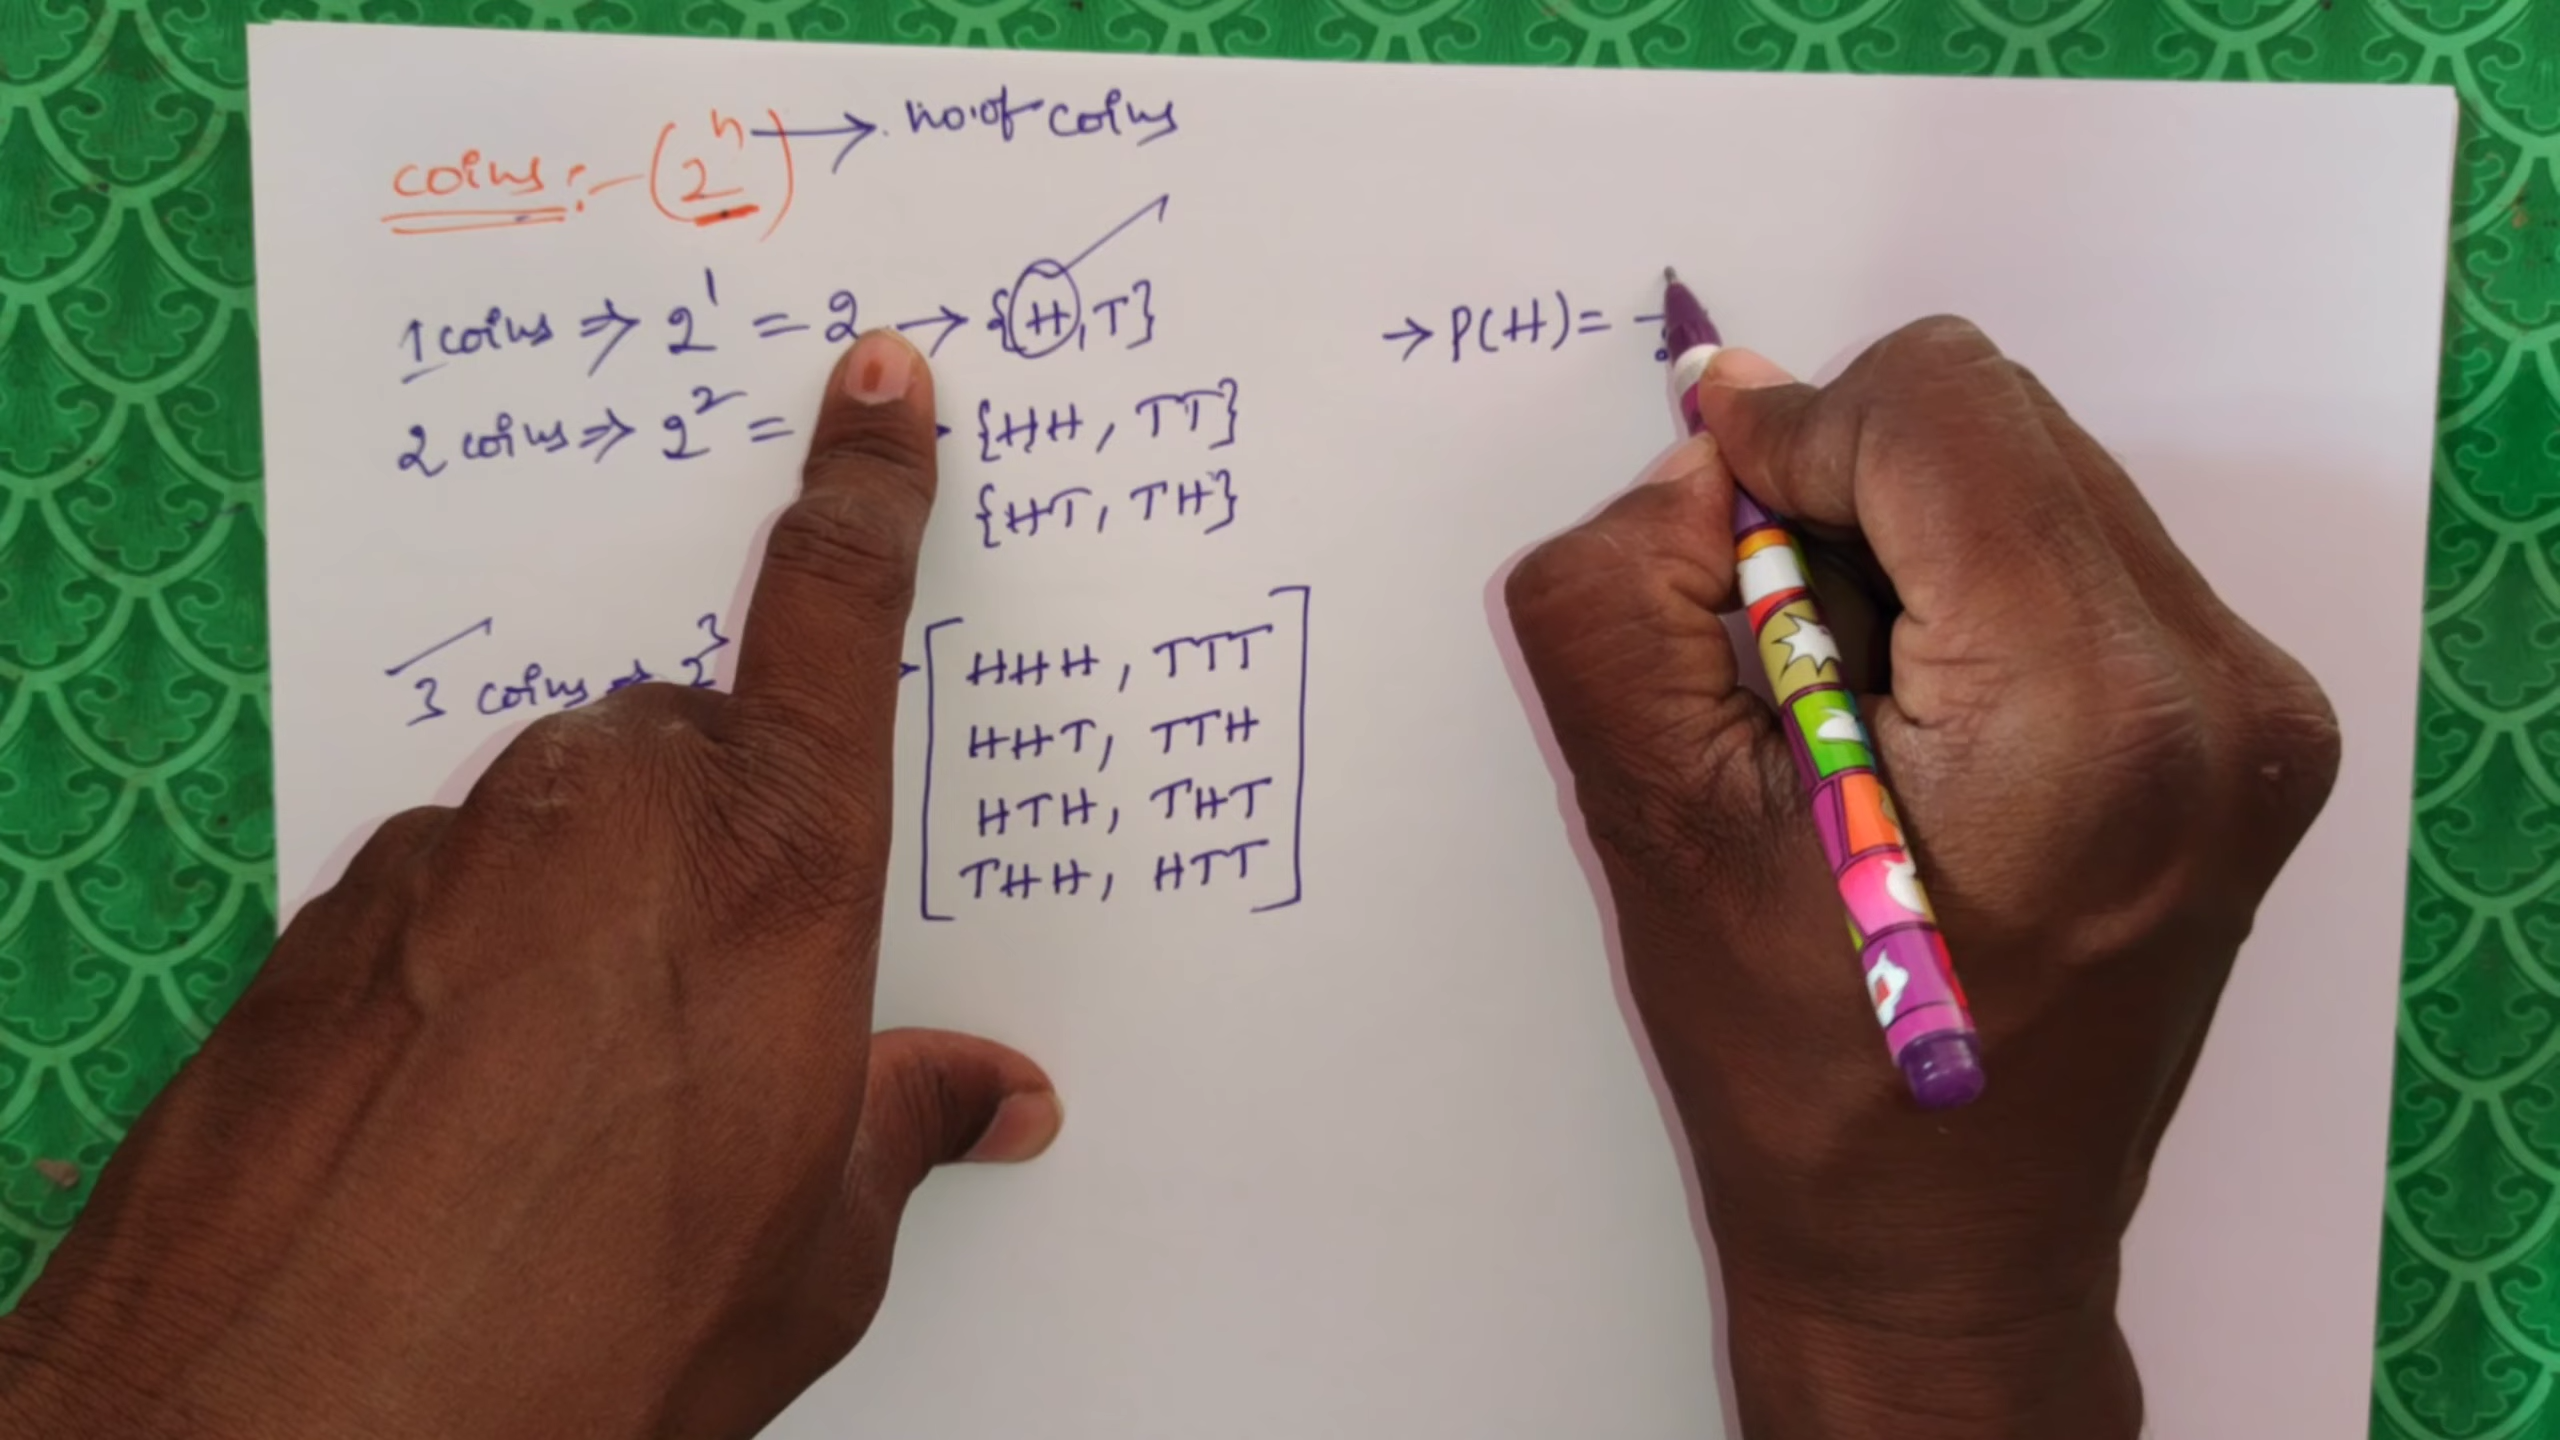 coins :- (2ⁿ) → no.of coins
1 coins ⇒ 2¹ = 2 → {H, T}
→ P(H) =
2 coins ⇒ 2² = {HH, TT}
{HT, TH}
3 coins ⇒ 2³ [HHH, TTT
HHT, TTH
HTH, THT
THH, HTT]